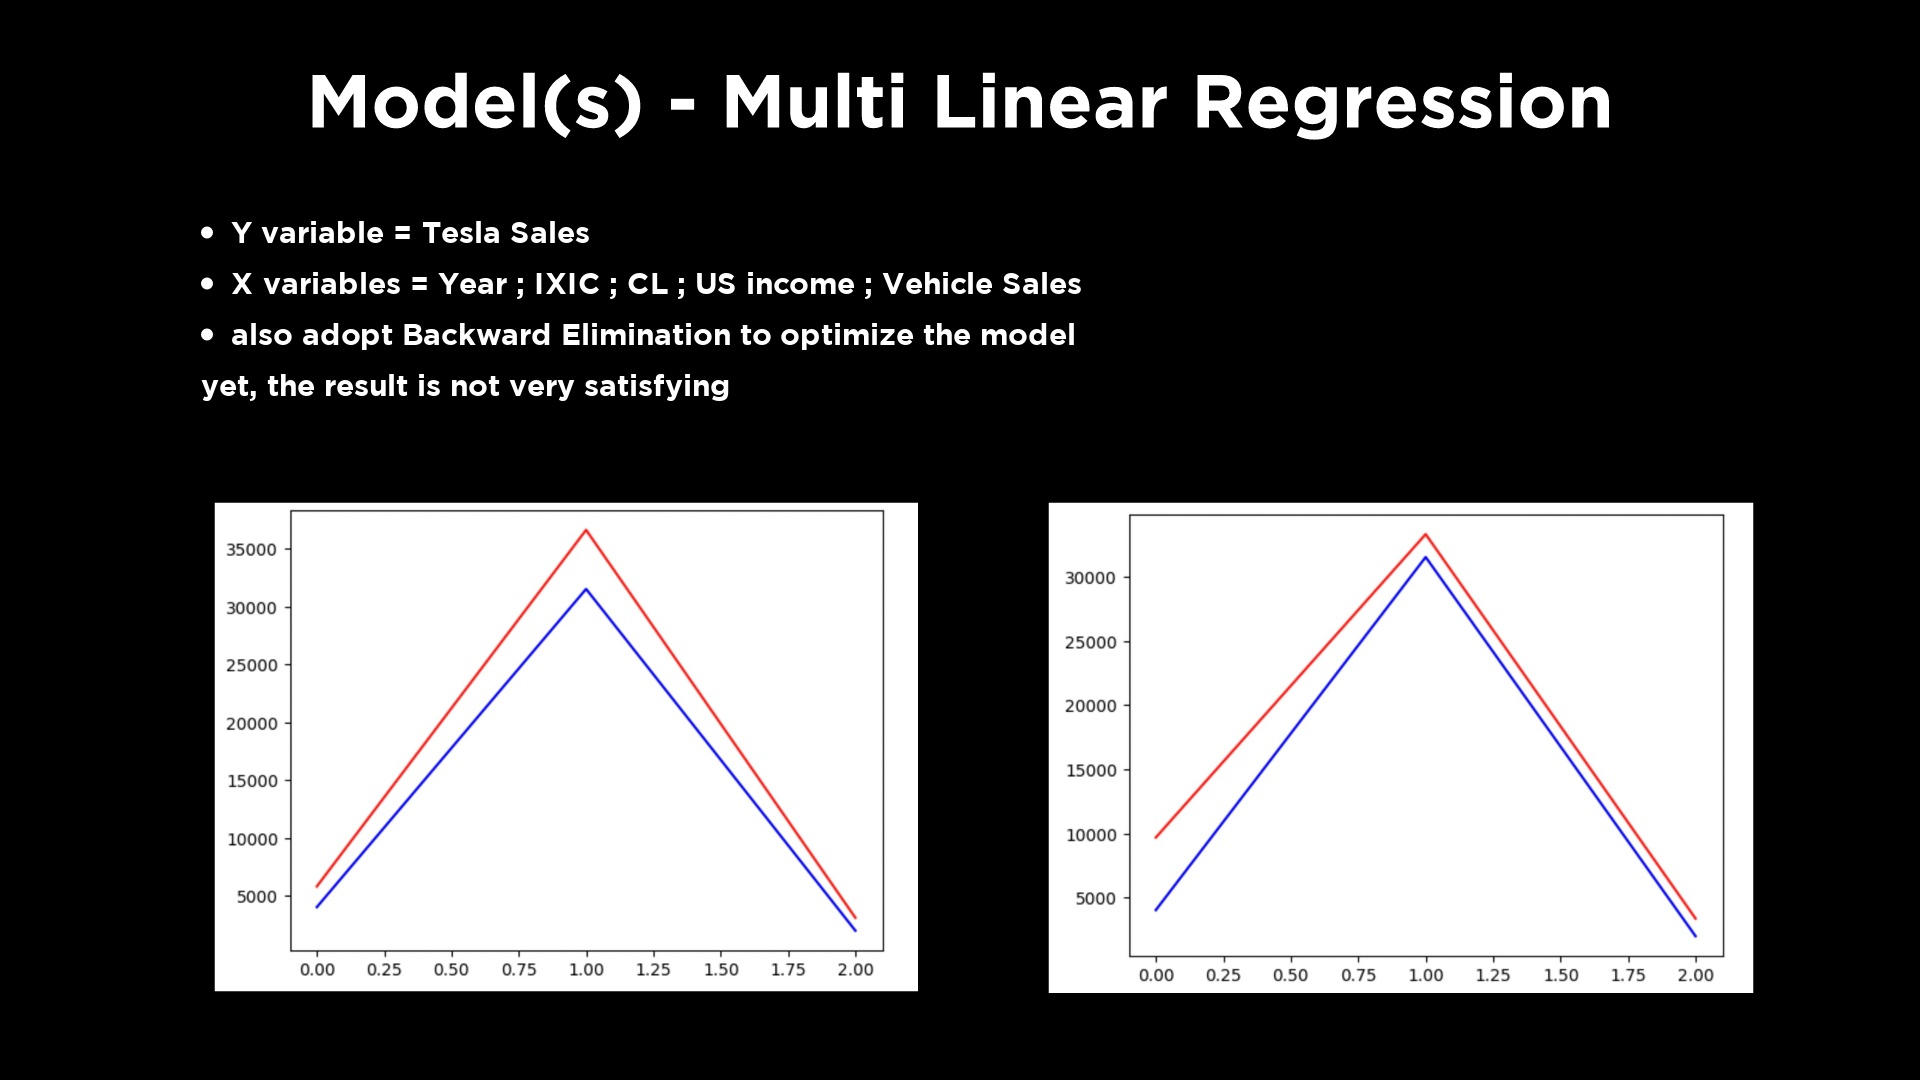 Model(s) - Multi Linear Regression
• Y variable = Tesla Sales
• X variables = Year ; IXIC ; CL ; US income ; Vehicle Sales
• also adopt Backward Elimination to optimize the model
yet, the result is not very satisfying
35000
30000
25000
20000
15000
10000
5000
0.00 0.25 0.50 0.75 1.00 1.25 1.50 1.75 2.00
30000
25000
20000
15000
10000
5000
0.00 0.25 0.50 0.75 1.00 1.25 1.50 1.75 2.00